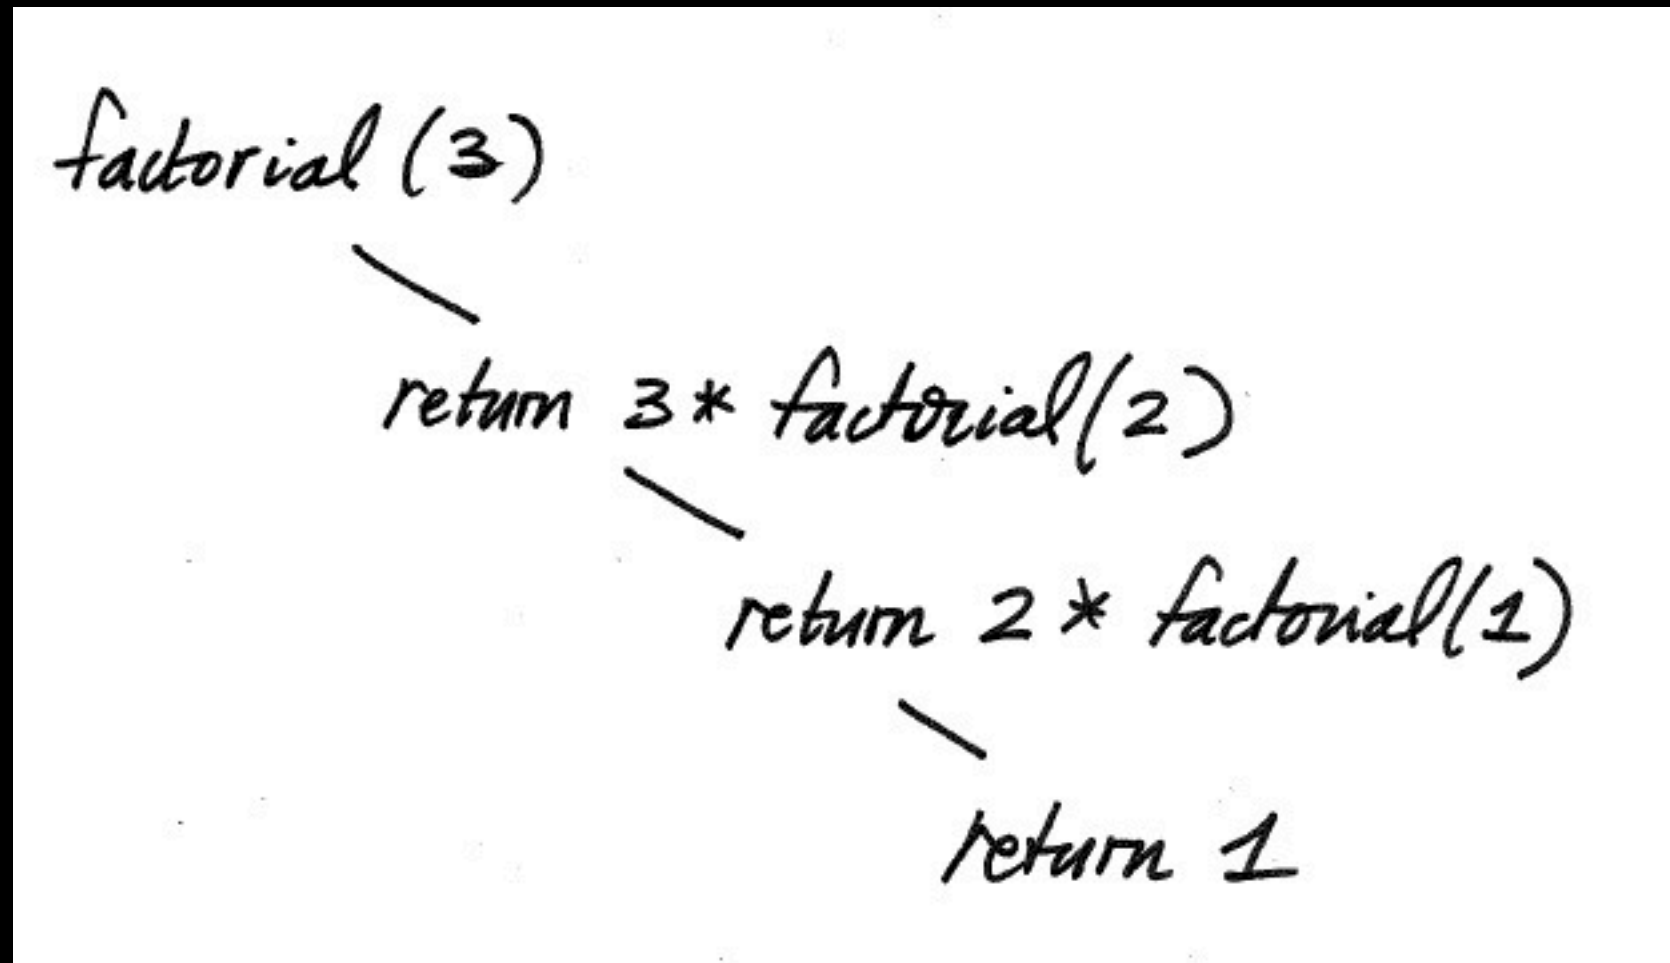 factorial (3)
return 3 * factorial(2)
return 2 * factorial(1)
return 1